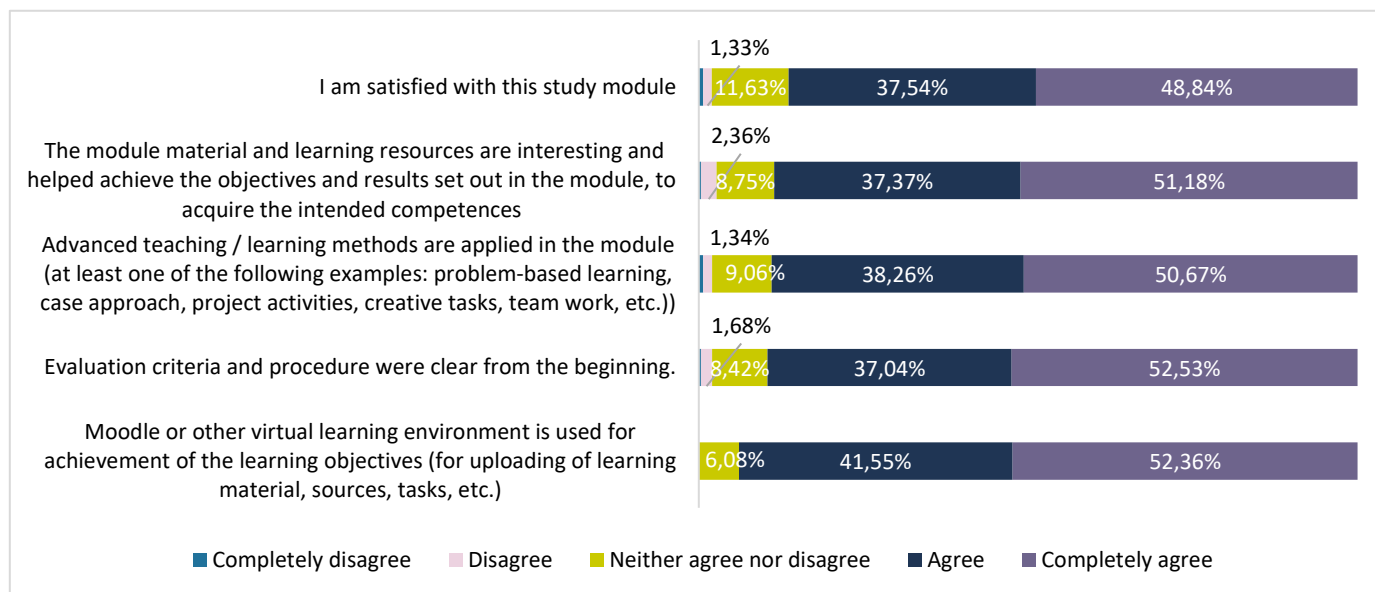 1,33%
I am satisfied with this study module
11,63% 37,54% 48,84%
2,36%
The module material and learning resources are interesting and
helped achieve the objectives and results set out in the module, to
acquire the intended competences
8,75% 37,37% 51,18%
1,34%
Advanced teaching / learning methods are applied in the module
(at least one of the following examples: problem-based learning,
case approach, project activities, creative tasks, team work, etc.))
9,06% 38,26% 50,67%
1,68%
Evaluation criteria and procedure were clear from the beginning.
8,42% 37,04% 52,53%
Moodle or other virtual learning environment is used for
achievement of the learning objectives (for uploading of learning
material, sources, tasks, etc.)
6,08% 41,55% 52,36%
Completely disagree Disagree Neither agree nor disagree Agree Completely agree